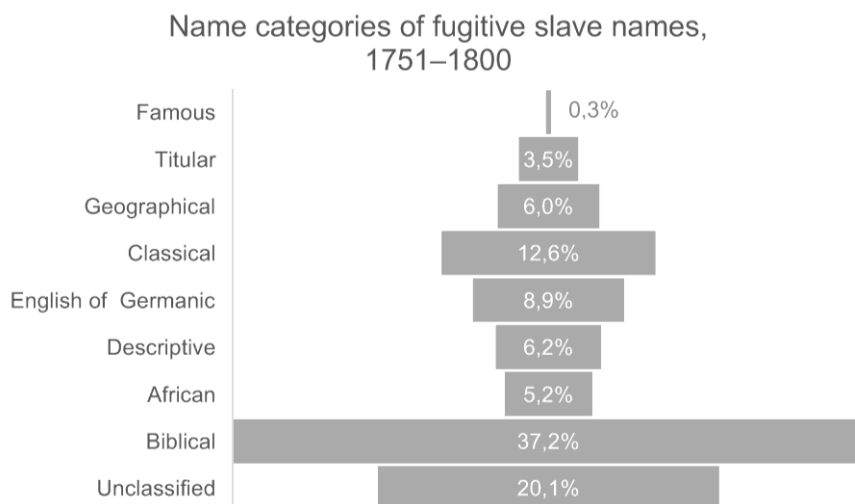 Name categories of fugitive slave names,
1751–1800
Famous 0,3%
Titular 3,5%
Geographical 6,0%
Classical 12,6%
English of  Germanic 8,9%
Descriptive 6,2%
African 5,2%
Biblical 37,2%
Unclassified 20,1%